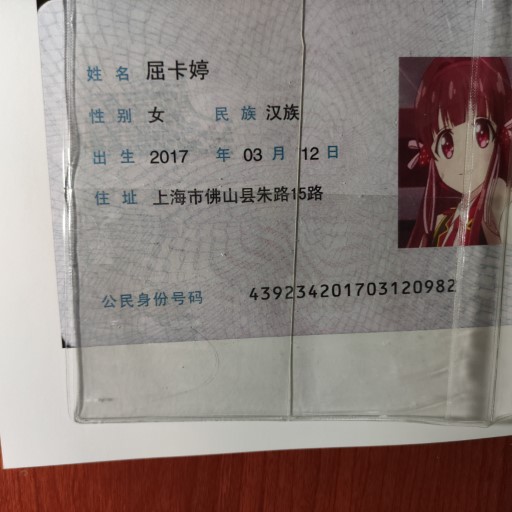 姓名 屈卡婷
性别 女 民族 汉族
出生 2017 年 03 月 12 日
住址 上海市佛山县朱路15路
公民身份号码 439234201703120982